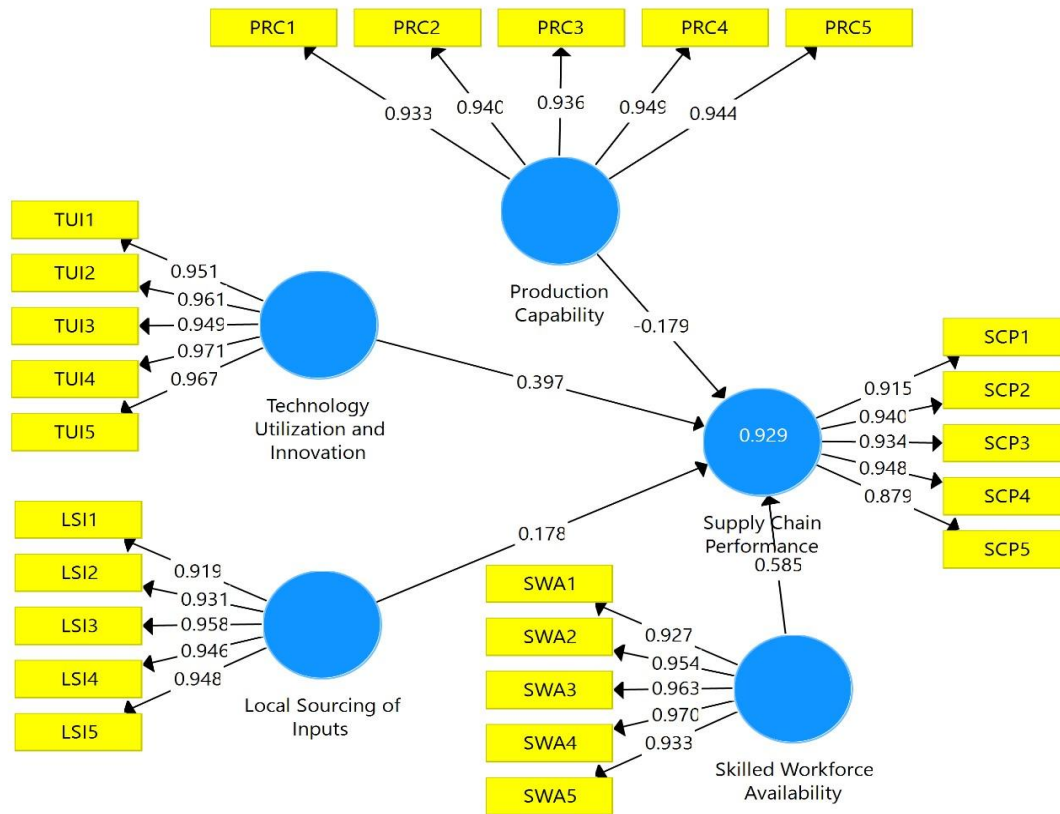 PRC1
PRC2
PRC3
PRC4
PRC5
0.933
0.940
0.936
0.949
0.944
Production
Capability
-0.179
TUI1
TUI2
TUI3
TUI4
TUI5
0.951
0.961
0.949
0.971
0.967
Technology
Utilization and
Innovation
0.397
LSI1
LSI2
LSI3
LSI4
LSI5
0.919
0.931
0.958
0.946
0.948
Local Sourcing of
Inputs
0.178
0.929
Supply Chain
Performance
SCP1
SCP2
SCP3
SCP4
SCP5
0.915
0.940
0.934
0.948
0.879
0.585
SWA1
SWA2
SWA3
SWA4
SWA5
0.927
0.954
0.963
0.970
0.933
Skilled Workforce
Availability